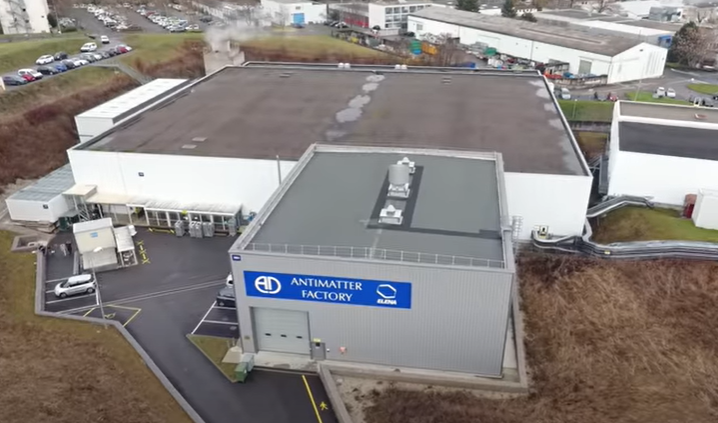 AD
ANTIMATTER
FACTORY
ELENA